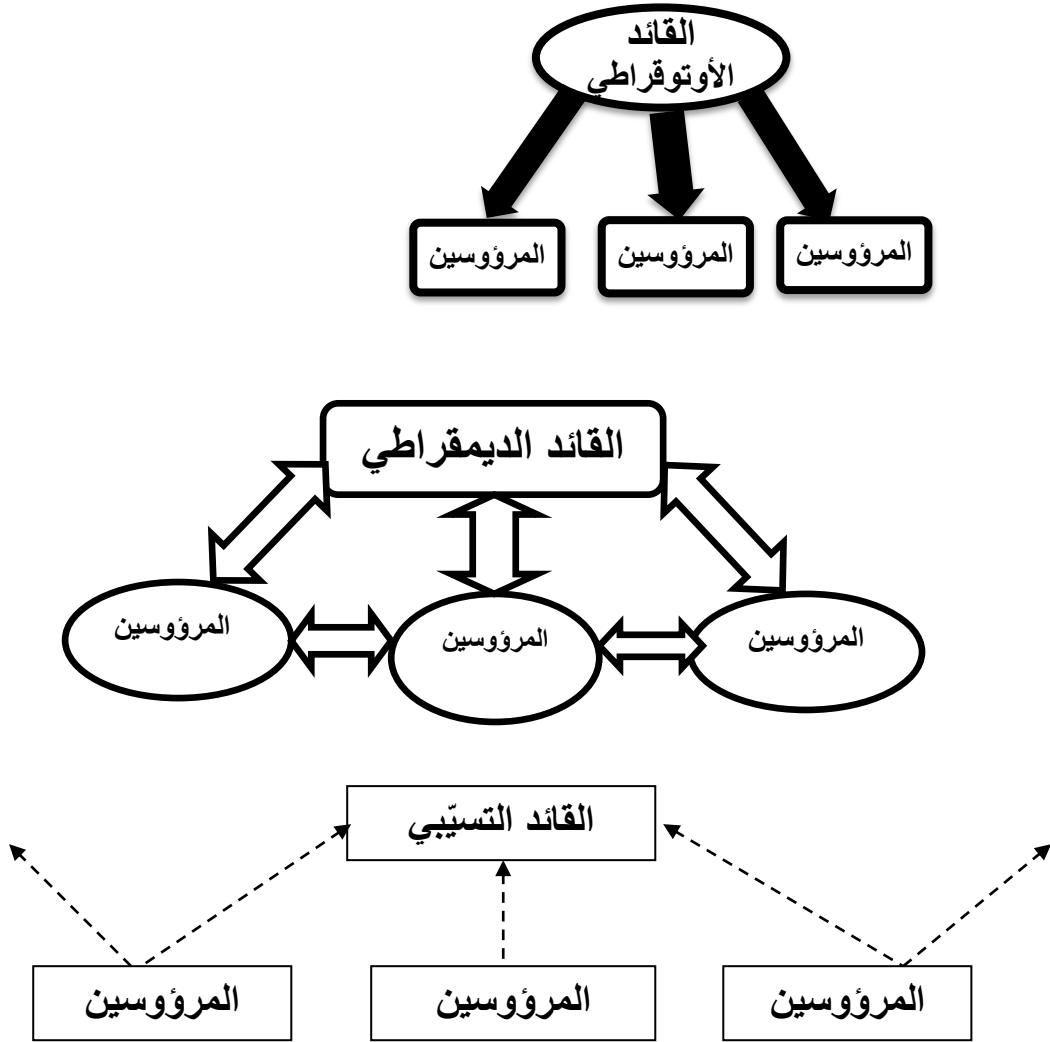 القائد
الأوتوقراطي
المرؤوسين
المرؤوسين
المرؤوسين
القائد الديمقراطي
المرؤوسين
المرؤوسين
المرؤوسين
القائد التسيّبي
المرؤوسين
المرؤوسين
المرؤوسين